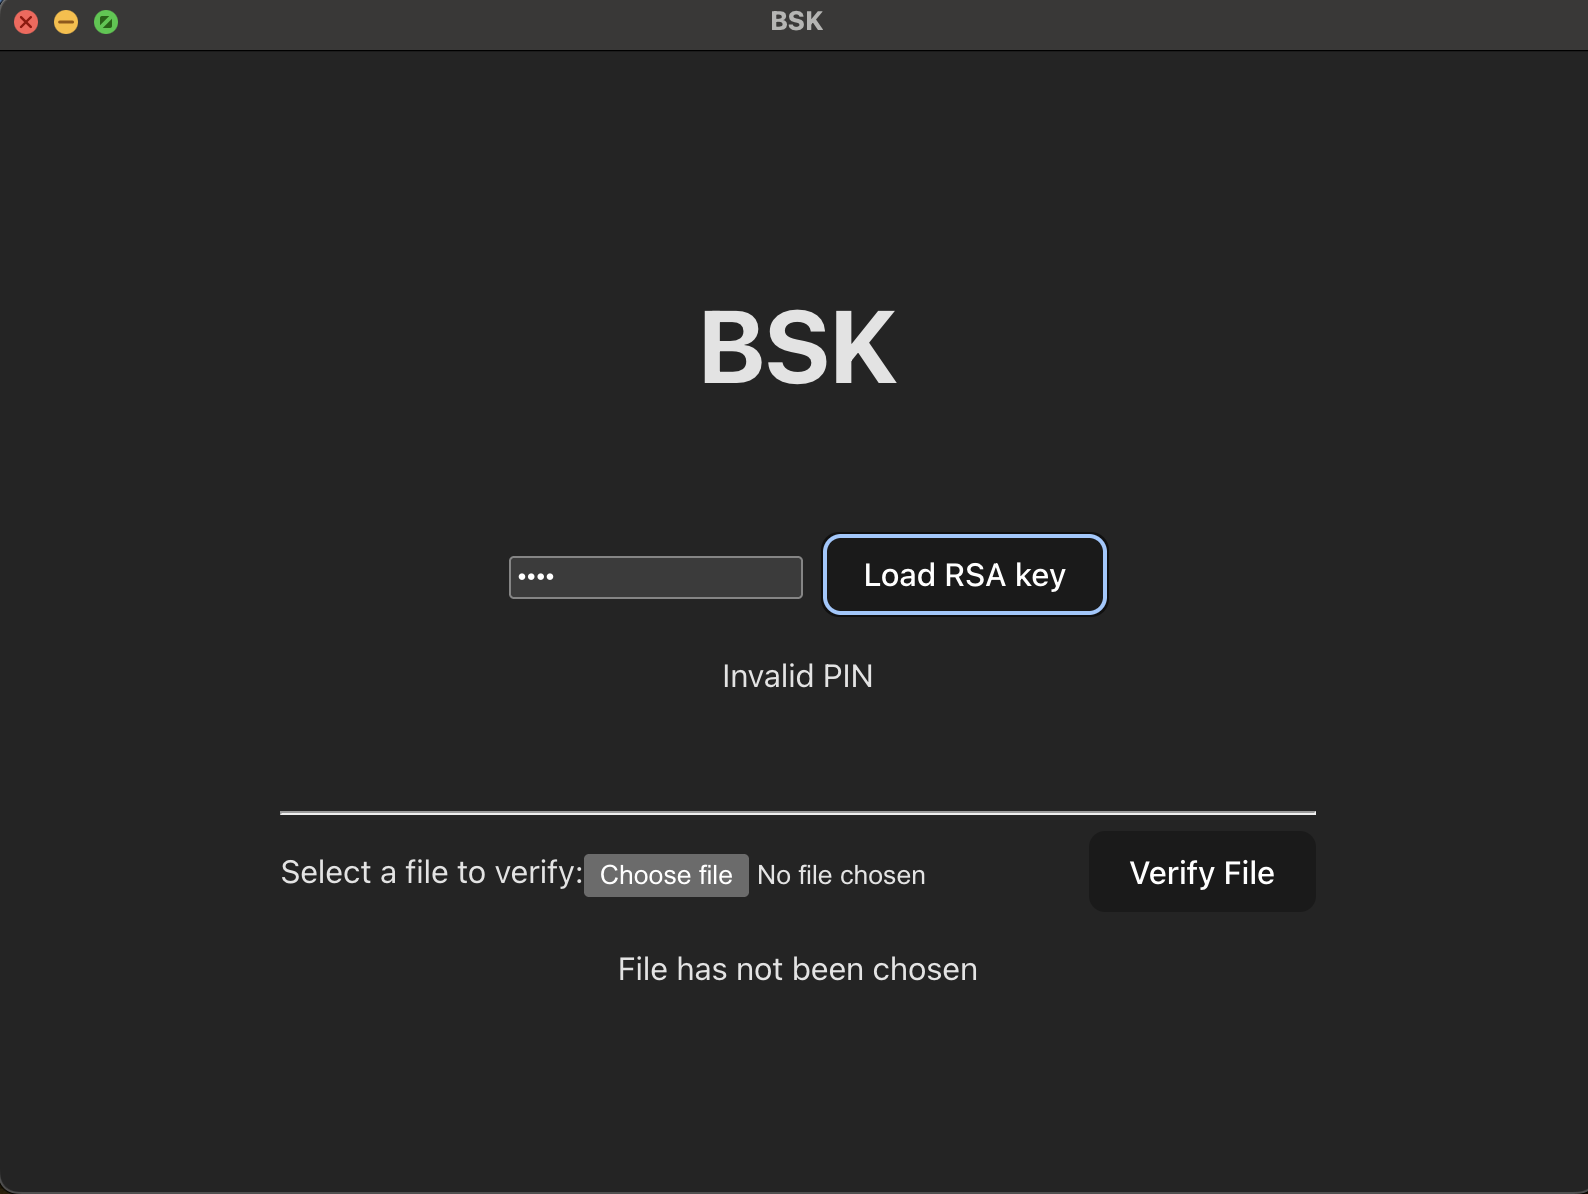 BSK
BSK
•••• Load RSA key
Invalid PIN
Select a file to verify: Choose file No file chosen Verify File
File has not been chosen